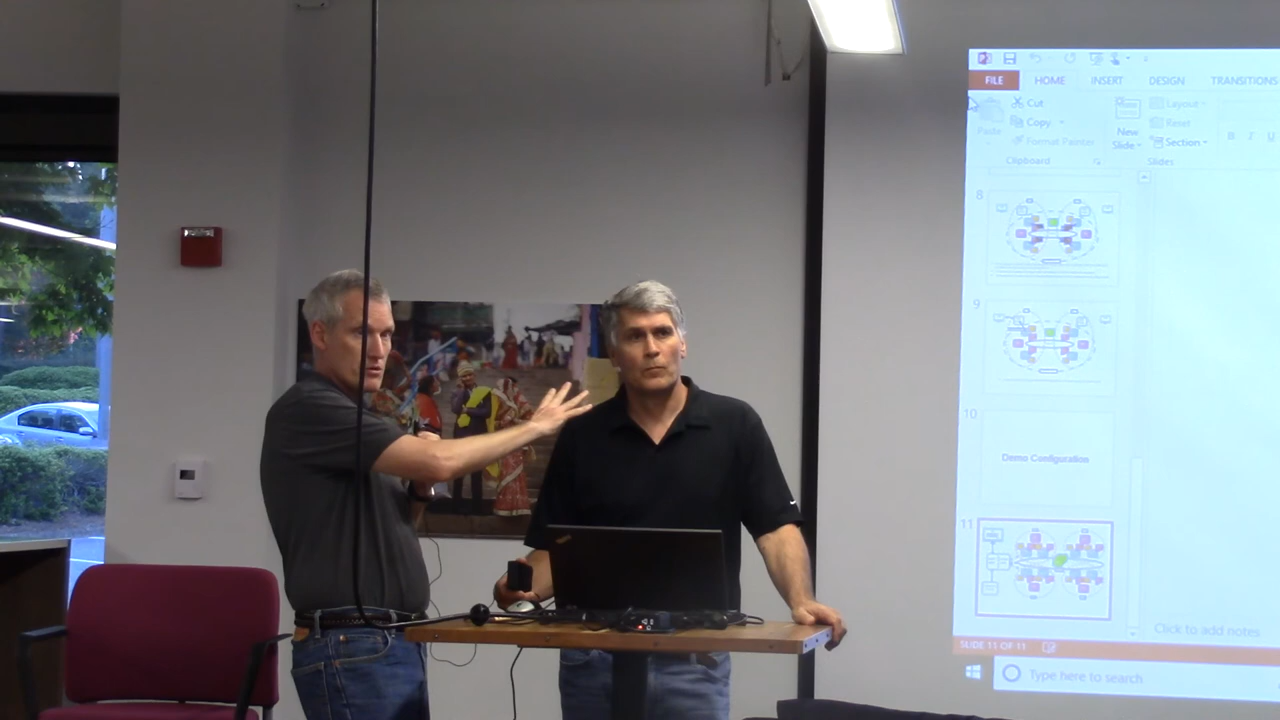 FILE HOME INSERT DESIGN TRANSITIONS
Cut
Copy
Format Painter
Paste
Clipboard
New
Slide
Layout
Reset
Section
Slides
B I U
8
9
10
Demo Configuration
11
Click to add notes
SLIDE 11 OF 11
Type here to search